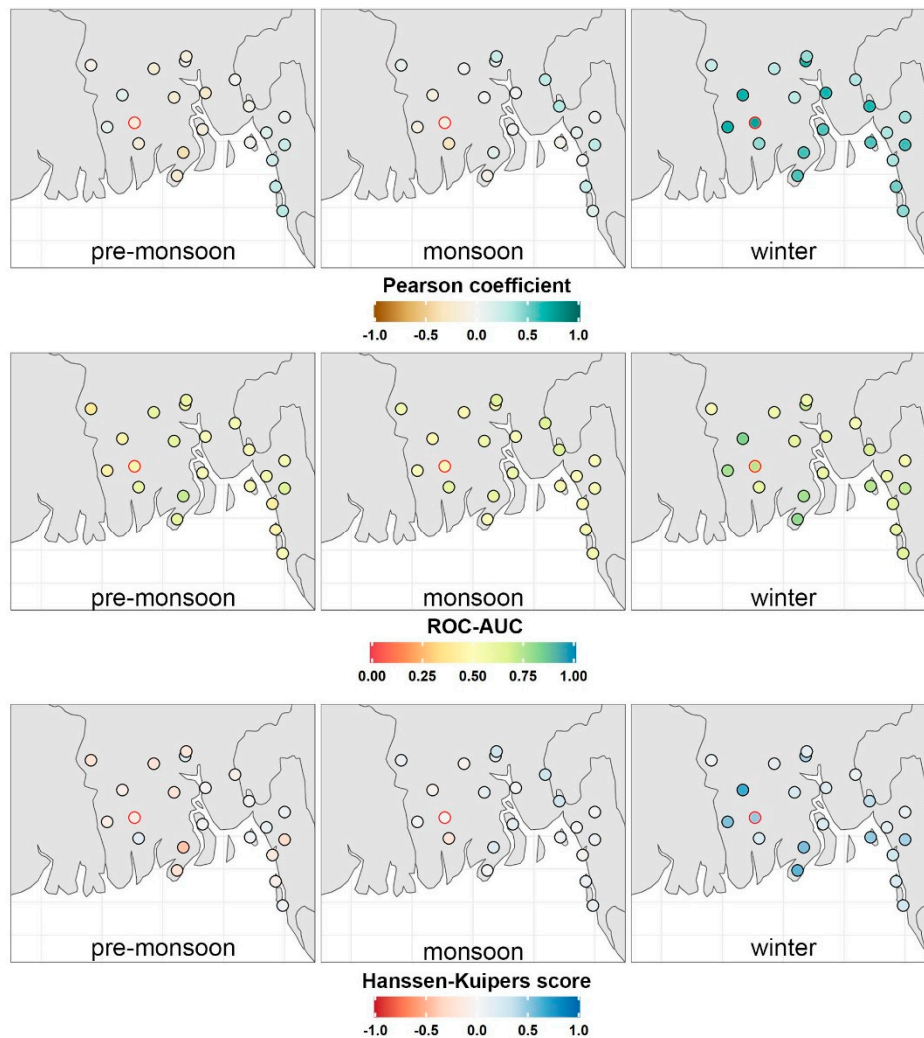 pre-monsoon
monsoon
winter
Pearson coefficient
-1.0 -0.5 0.0 0.5 1.0
pre-monsoon
monsoon
winter
ROC-AUC
0.00 0.25 0.50 0.75 1.00
pre-monsoon
monsoon
winter
Hanssen-Kuipers score
-1.0 -0.5 0.0 0.5 1.0